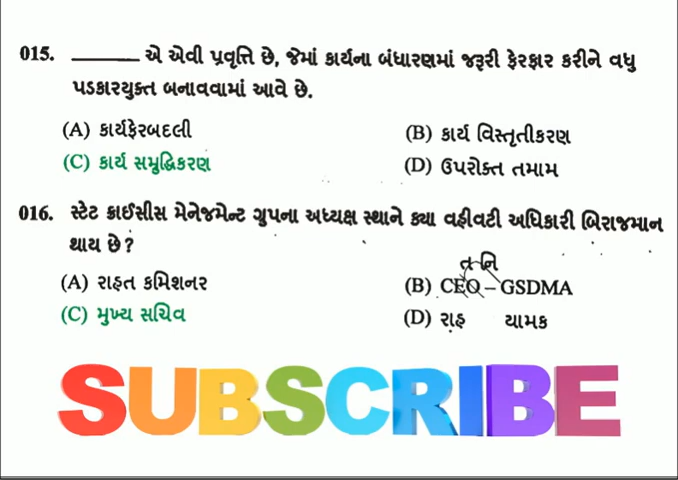 015. ______ એ એવી પ્રવૃત્તિ છે, જેમાં કાર્યના બંધારણમાં જરૂરી ફેરફાર કરીને વધુ
પડકારયુક્ત બનાવવામાં આવે છે.
(A) કાર્યફેરબદલી (B) કાર્ય વિસ્તૃતીકરણ
(C) કાર્ય સમૃદ્ધિકરણ (D) ઉપરોક્ત તમામ
016. સ્ટેટ ક્રાઈસીસ મેનેજમેન્ટ ગ્રુપના અધ્યક્ષ સ્થાને ક્યા વહીવટી અધિકારી બિરાજમાન
થાય છે?
ત નિ
(A) રાહત કમિશનર (B) CEO – GSDMA
(C) મુખ્ય સચિવ (D) રાહ યામક
SUBSCRIBE